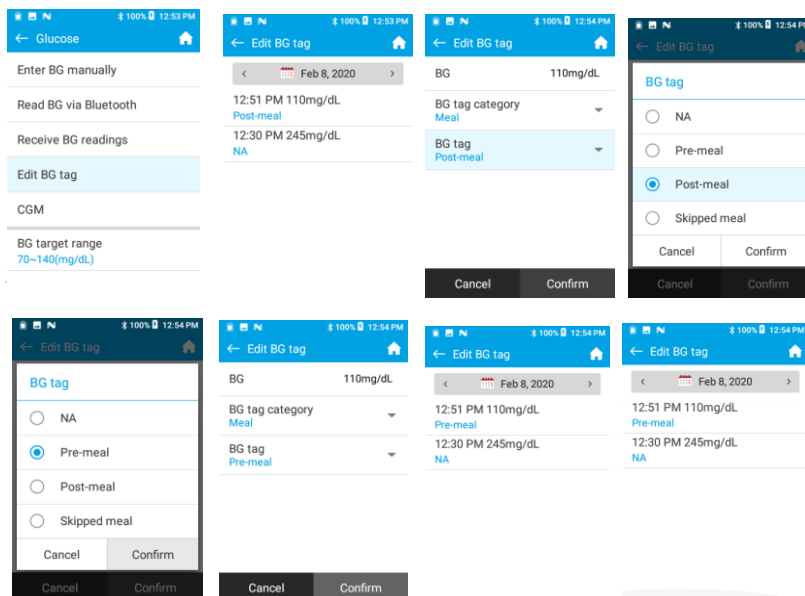 100% 12:53 PM
← Glucose
Enter BG manually
Read BG via Bluetooth
Receive BG readings
Edit BG tag
CGM
BG target range
70~140(mg/dL)
100% 12:53 PM
← Edit BG tag
‹ Feb 8, 2020 ›
12:51 PM 110mg/dL
Post-meal
12:30 PM 245mg/dL
NA
100% 12:54 PM
← Edit BG tag
BG 110mg/dL
BG tag category
Meal
BG tag
Post-meal
Cancel Confirm
100% 12:54 PM
← Edit BG tag
BG tag
NA
Pre-meal
Post-meal
Skipped meal
Cancel Confirm
Cancel Confirm
100% 12:54 PM
← Edit BG tag
BG tag
NA
Pre-meal
Post-meal
Skipped meal
Cancel Confirm
Cancel Confirm
100% 12:54 PM
← Edit BG tag
BG 110mg/dL
BG tag category
Meal
BG tag
Pre-meal
Cancel Confirm
100% 12:54 PM
← Edit BG tag
‹ Feb 8, 2020 ›
12:51 PM 110mg/dL
Pre-meal
12:30 PM 245mg/dL
NA
100% 12:54 PM
← Edit BG tag
‹ Feb 8, 2020 ›
12:51 PM 110mg/dL
Pre-meal
12:30 PM 245mg/dL
NA